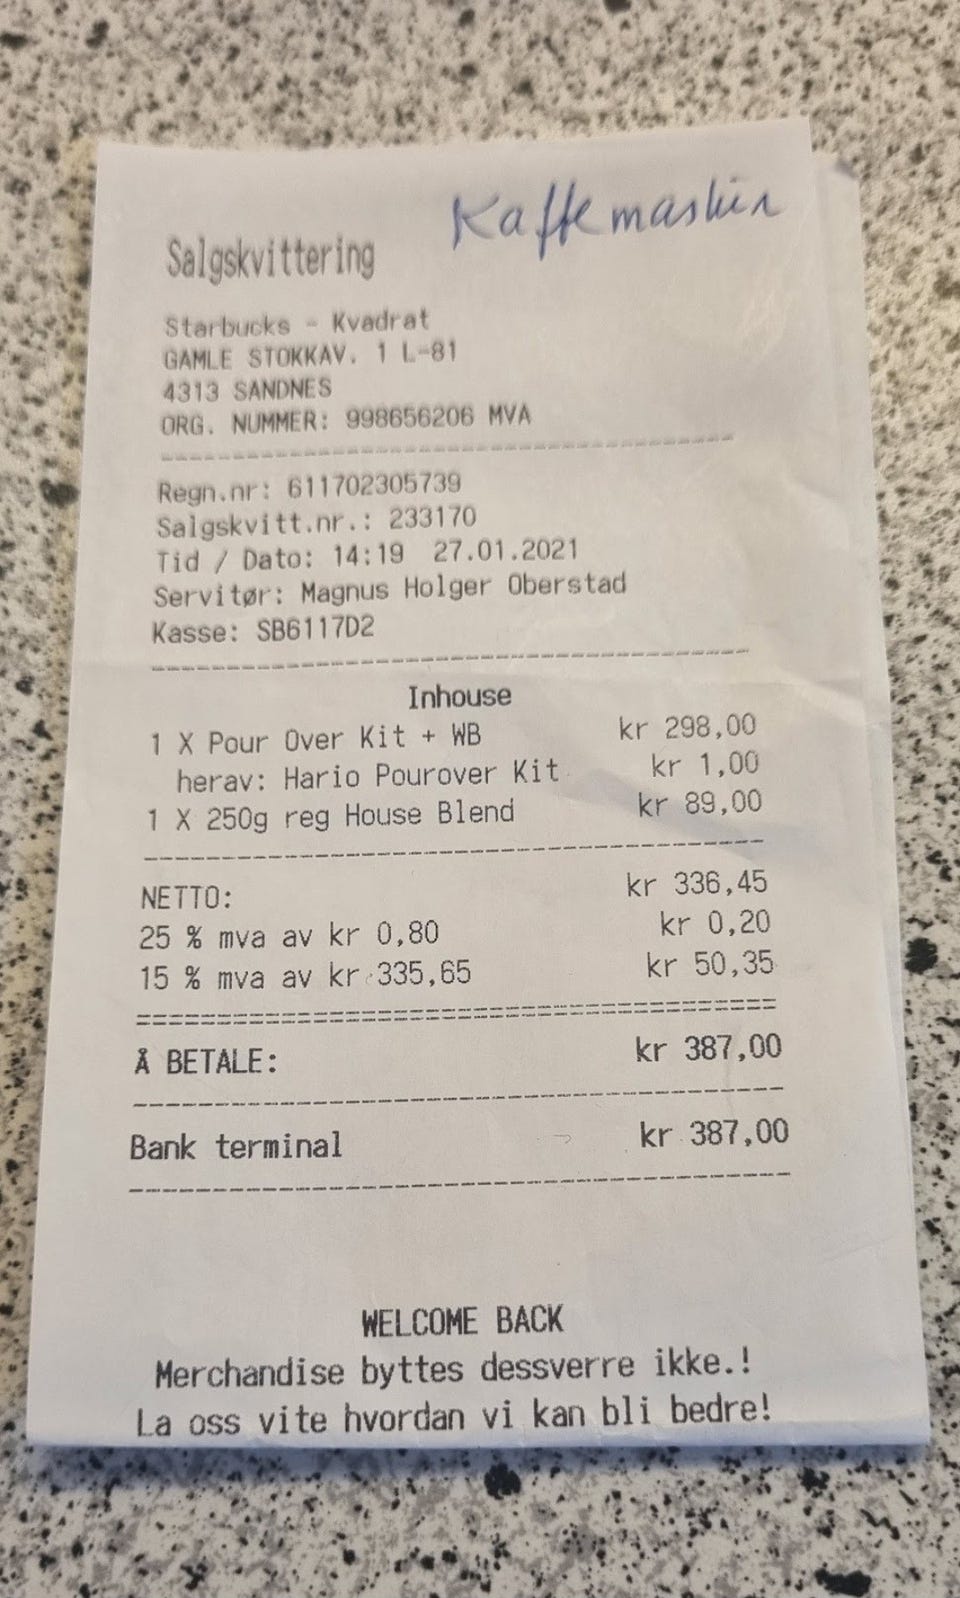 Kaffemaskin
Salgskvittering
Starbucks - Kvadrat
GAMLE STOKKAV. 1 L-81
4313 SANDNES
ORG. NUMMER: 998656206 MVA
Regn.nr: 611702305739
Salgskvitt.nr.: 233170
Tid / Dato: 14:19 27.01.2021
Servitør: Magnus Holger Oberstad
Kasse: SB6117D2
Inhouse
1 X Pour Over Kit + WB kr 298,00
herav: Hario Pourover Kit kr 1,00
1 X 250g reg House Blend kr 89,00
NETTO: kr 336,45
25 % mva av kr 0,80 kr 0,20
15 % mva av kr 335,65 kr 50,35
Å BETALE: kr 387,00
Bank terminal kr 387,00
WELCOME BACK
Merchandise byttes dessverre ikke.!
La oss vite hvordan vi kan bli bedre!